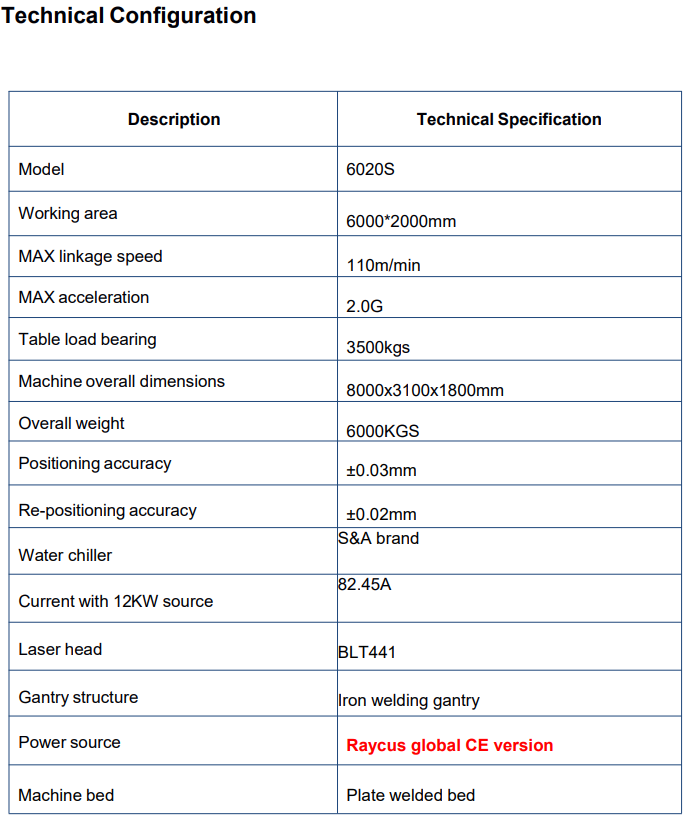 Technical Configuration
Description Technical Specification
Model 6020S
Working area 6000*2000mm
MAX linkage speed 110m/min
MAX acceleration 2.0G
Table load bearing 3500kgs
Machine overall dimensions 8000x3100x1800mm
Overall weight 6000KGS
Positioning accuracy ±0.03mm
Re-positioning accuracy ±0.02mm
Water chiller S&A brand
Current with 12KW source 82.45A
Laser head BLT441
Gantry structure Iron welding gantry
Power source Raycus global CE version
Machine bed Plate welded bed